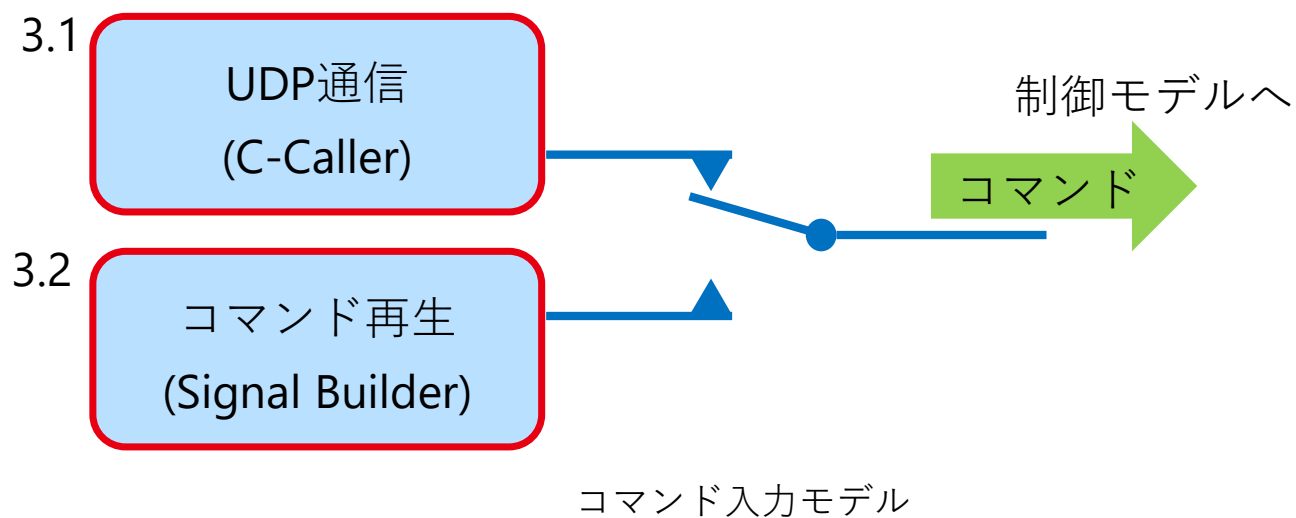 3.1
UDP通信
(C-Caller)
制御モデルへ
コマンド
3.2
コマンド再生
(Signal Builder)
コマンド入力モデル